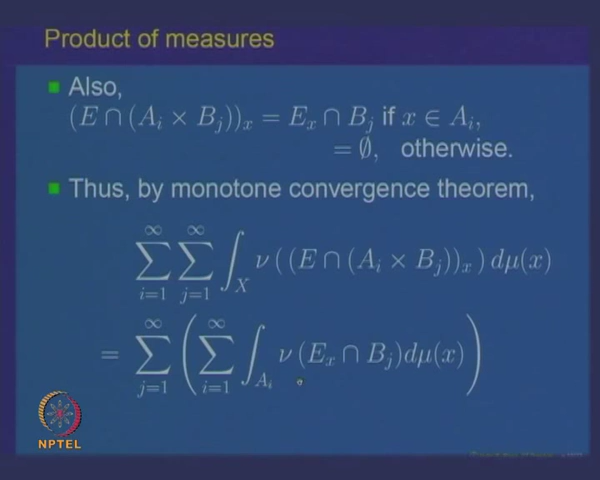 Product of measures
Also,
(E ∩ (A_i × B_j))_x = E_x ∩ B_j if x ∈ A_i,
= ∅, otherwise.
Thus, by monotone convergence theorem,
∑_{i=1}^{∞} ∑_{j=1}^{∞} ∫_X ν((E ∩ (A_i × B_j))_x) dμ(x)
= ∑_{j=1}^{∞} (∑_{i=1}^{∞} ∫_{A_i} ν(E_x ∩ B_j)dμ(x))
NPTEL